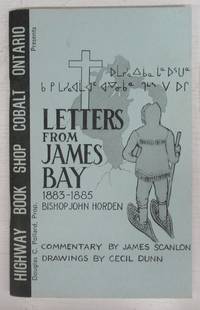 HIGHWAY BOOK SHOP COBALT ONTARIO
Douglas C. Pollard, Prop.
Presents
LETTERS
FROM
JAMES
BAY
1883-1885
BISHOP JOHN HORDEN
COMMENTARY BY JAMES SCANLON
DRAWINGS BY CECIL DUNN